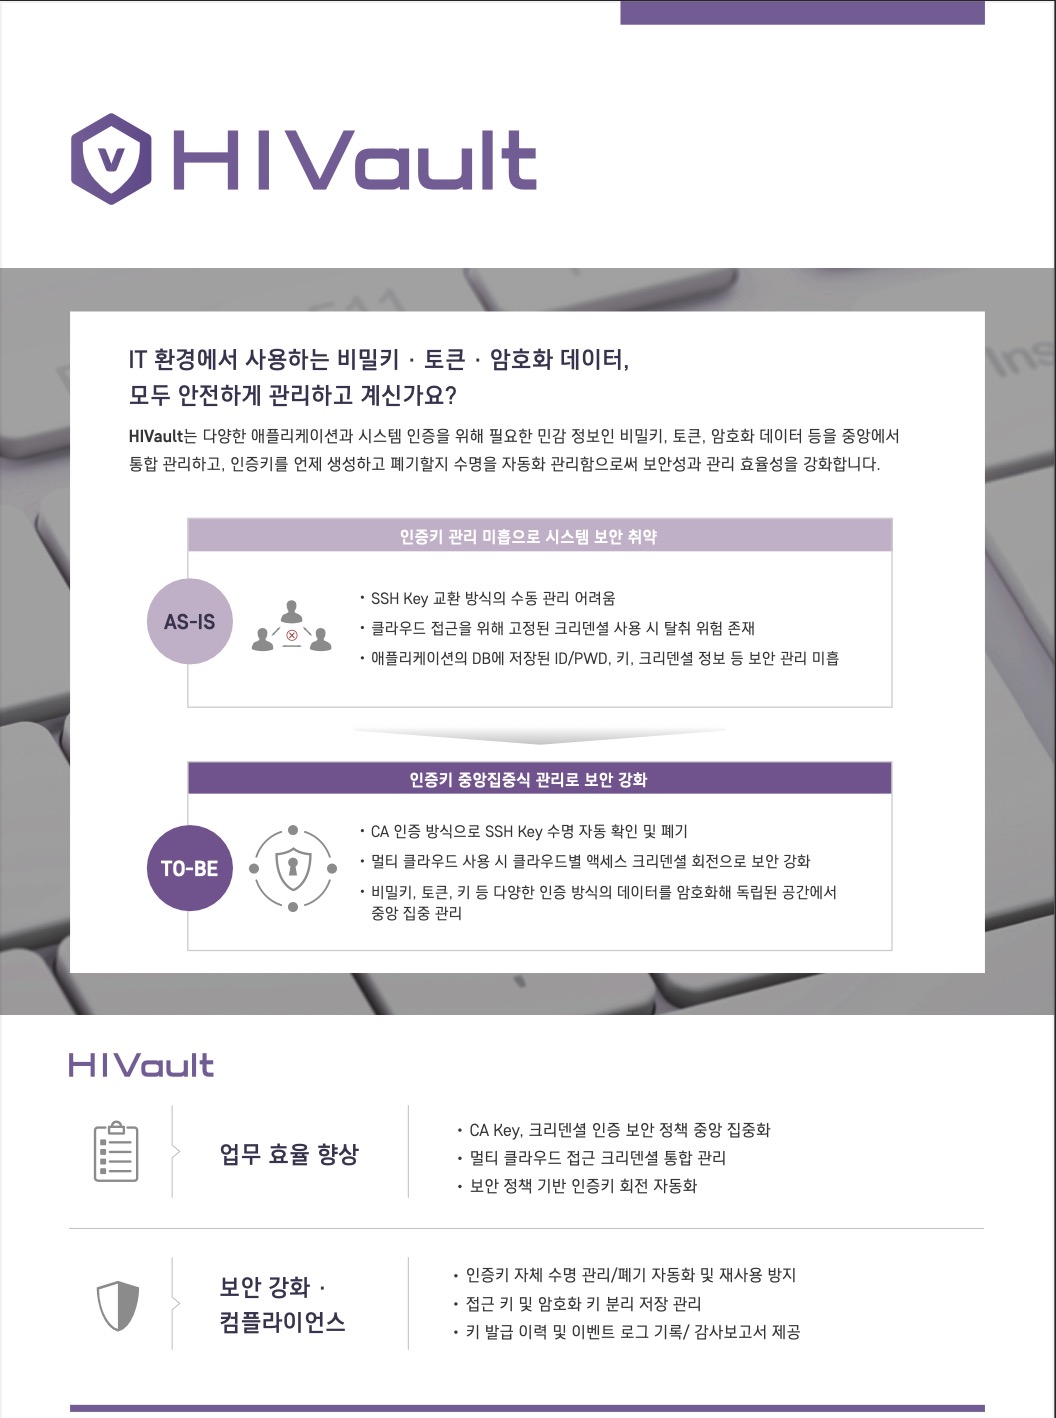 V HIVault
F11
Ins
IT 환경에서 사용하는 비밀키 · 토큰 · 암호화 데이터,
모두 안전하게 관리하고 계신가요?
HIVault는 다양한 애플리케이션과 시스템 인증을 위해 필요한 민감 정보인 비밀키, 토큰, 암호화 데이터 등을 중앙에서
통합 관리하고, 인증키를 언제 생성하고 폐기할지 수명을 자동화 관리함으로써 보안성과 관리 효율성을 강화합니다.
인증키 관리 미흡으로 시스템 보안 취약
AS-IS
• SSH Key 교환 방식의 수동 관리 어려움
• 클라우드 접근을 위해 고정된 크리덴셜 사용 시 탈취 위험 존재
• 애플리케이션의 DB에 저장된 ID/PWD, 키, 크리덴셜 정보 등 보안 관리 미흡
인증키 중앙집중식 관리로 보안 강화
TO-BE
• CA 인증 방식으로 SSH Key 수명 자동 확인 및 폐기
• 멀티 클라우드 사용 시 클라우드별 액세스 크리덴셜 회전으로 보안 강화
• 비밀키, 토큰, 키 등 다양한 인증 방식의 데이터를 암호화해 독립된 공간에서
중앙 집중 관리
HIVault
업무 효율 향상
• CA Key, 크리덴셜 인증 보안 정책 중앙 집중화
• 멀티 클라우드 접근 크리덴셜 통합 관리
• 보안 정책 기반 인증키 회전 자동화
보안 강화 ·
컴플라이언스
• 인증키 자체 수명 관리/폐기 자동화 및 재사용 방지
• 접근 키 및 암호화 키 분리 저장 관리
• 키 발급 이력 및 이벤트 로그 기록/ 감사보고서 제공